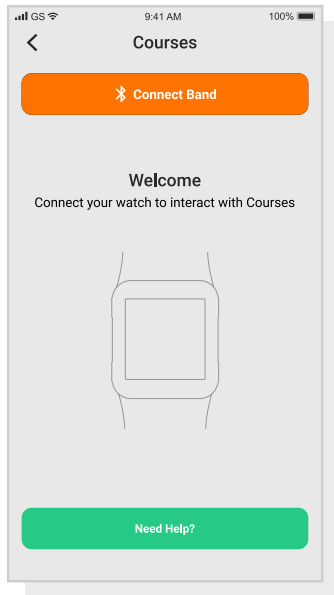 GS 9:41 AM 100%
Courses
Connect Band
Welcome
Connect your watch to interact with Courses
Need Help?